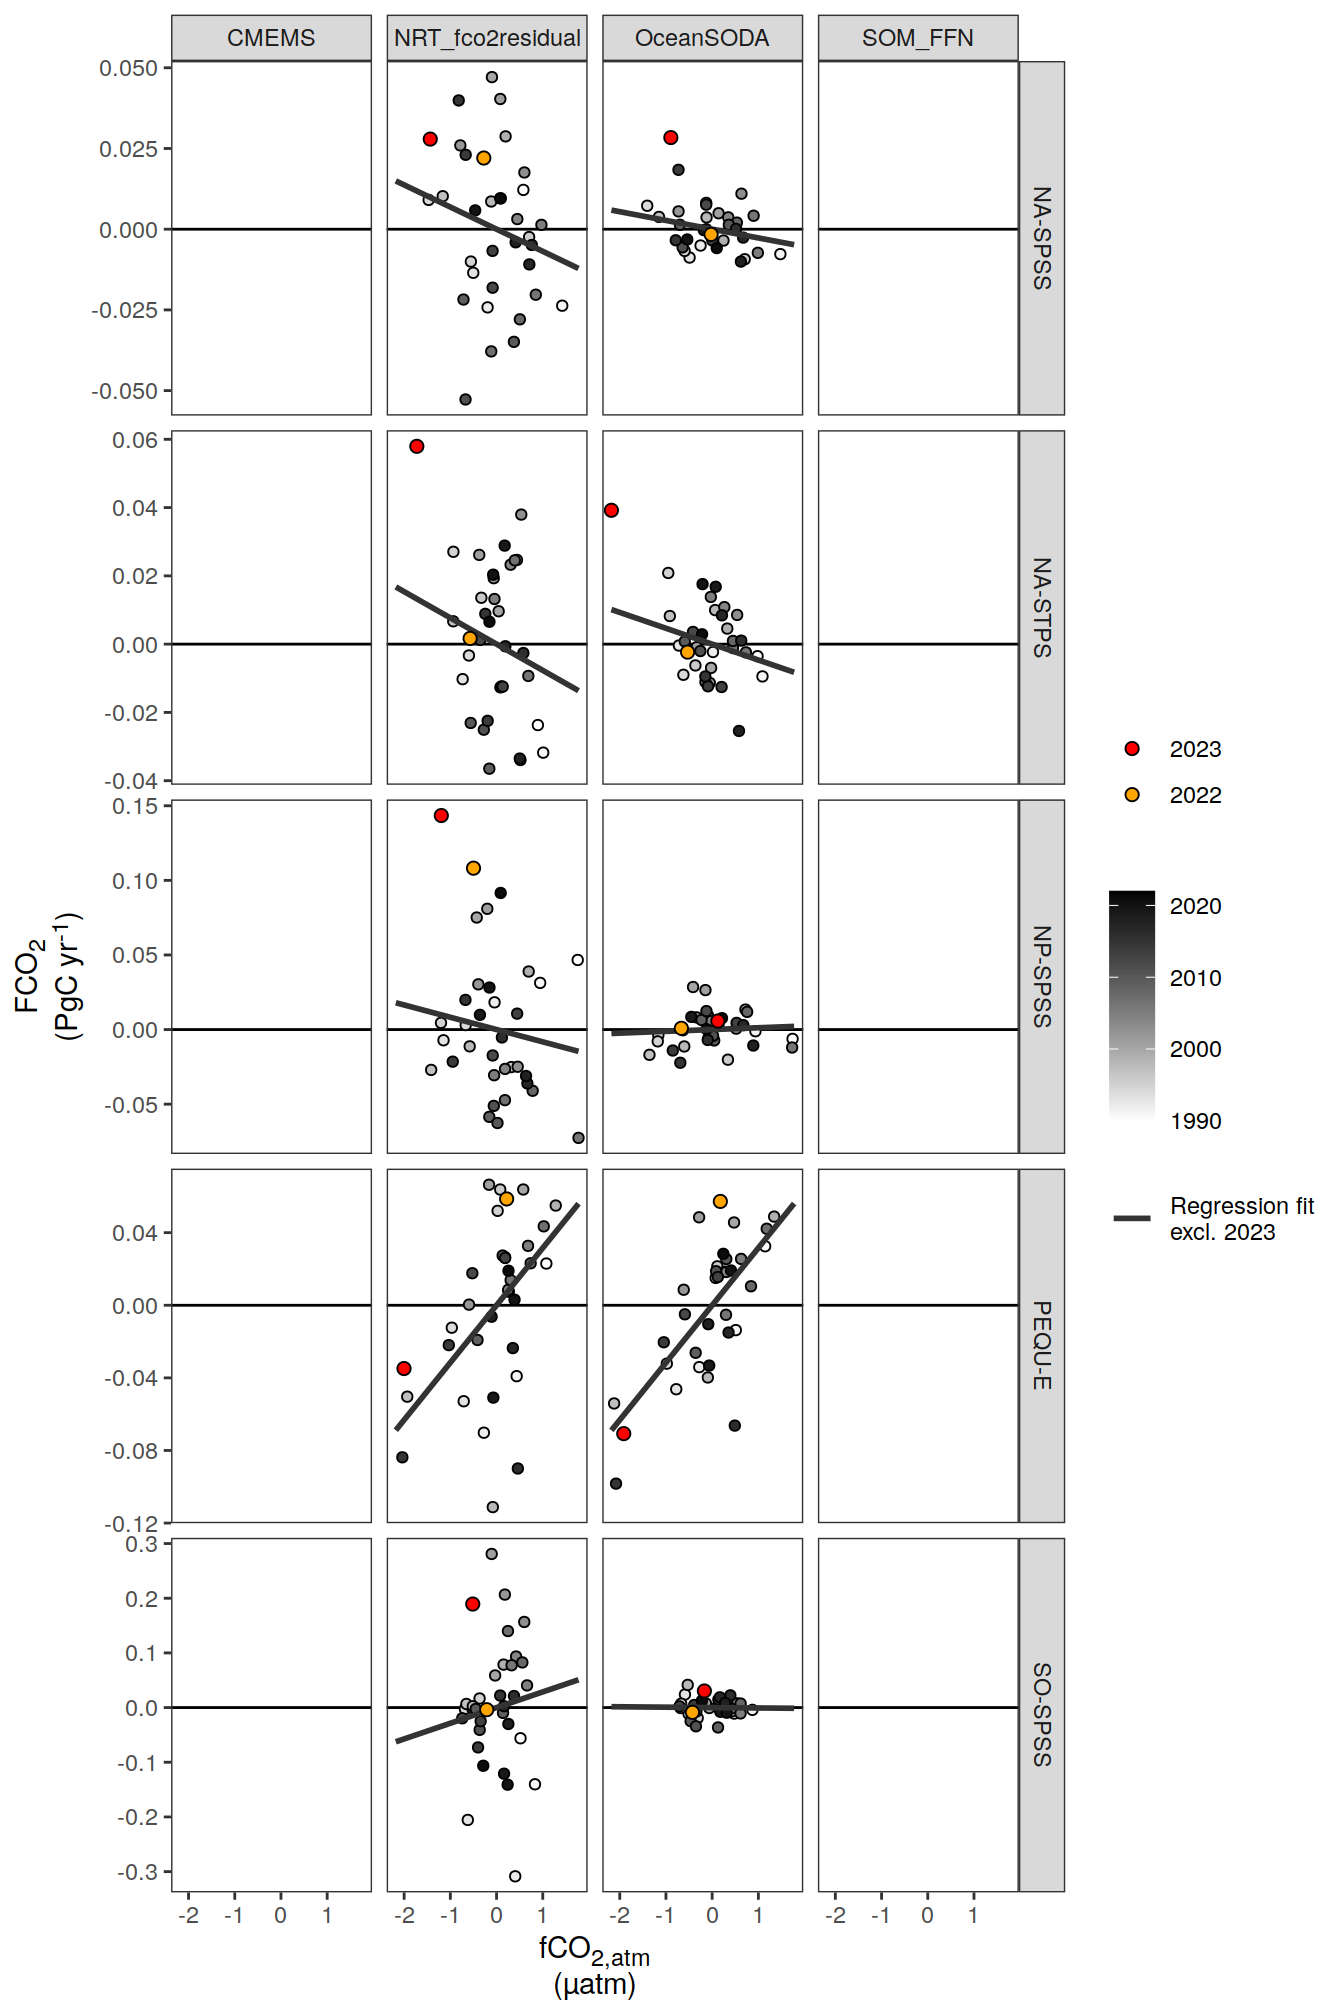 CMEMS NRT_fco2residual OceanSODA SOM_FFN
0.050
0.025
0.000
-0.025
-0.050
NA-SPSS
0.06
0.04
0.02
0.00
-0.02
-0.04
NA-STPS
0.15
0.10
0.05
0.00
-0.05
NP-SPSS
0.04
0.00
-0.04
-0.08
-0.12
PEQU-E
0.3
0.2
0.1
0.0
-0.1
-0.2
-0.3
SO-SPSS
-2 -1 0 1 -2 -1 0 1 -2 -1 0 1 -2 -1 0 1
fCO2,atm
(µatm)
FCO2
(PgC yr-1)
2023
2022
2020
2010
2000
1990
Regression fit
excl. 2023